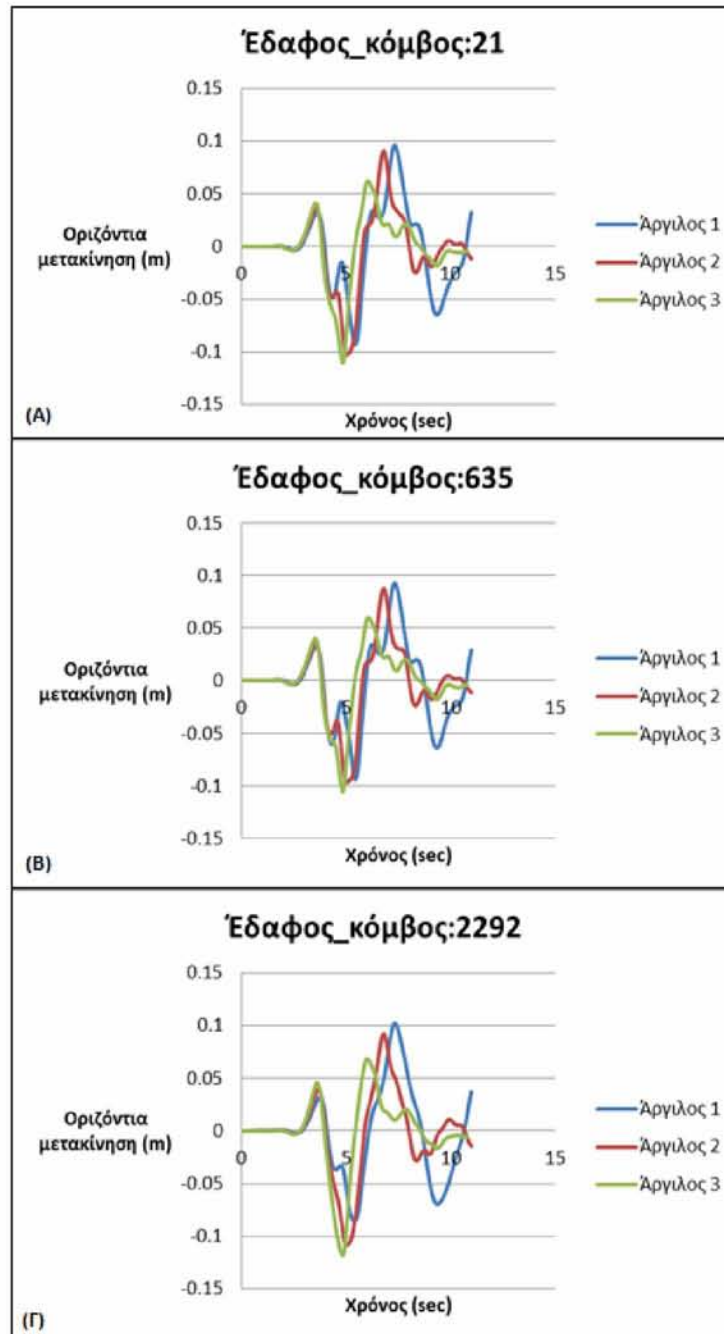 Έδαφος_κόμβος:21
0.15
0.1
0.05
0
-0.05
-0.1
-0.15
0
5
10
15
Οριζόντια
μετακίνηση (m)
Χρόνος (sec)
Άργιλος 1
Άργιλος 2
Άργιλος 3
(Α)
Έδαφος_κόμβος:635
0.15
0.1
0.05
0
-0.05
-0.1
-0.15
0
5
10
15
Οριζόντια
μετακίνηση (m)
Χρόνος (sec)
Άργιλος 1
Άργιλος 2
Άργιλος 3
(Β)
Έδαφος_κόμβος:2292
0.15
0.1
0.05
0
-0.05
-0.1
-0.15
0
5
10
15
Οριζόντια
μετακίνηση (m)
Χρόνος (sec)
Άργιλος 1
Άργιλος 2
Άργιλος 3
(Γ)